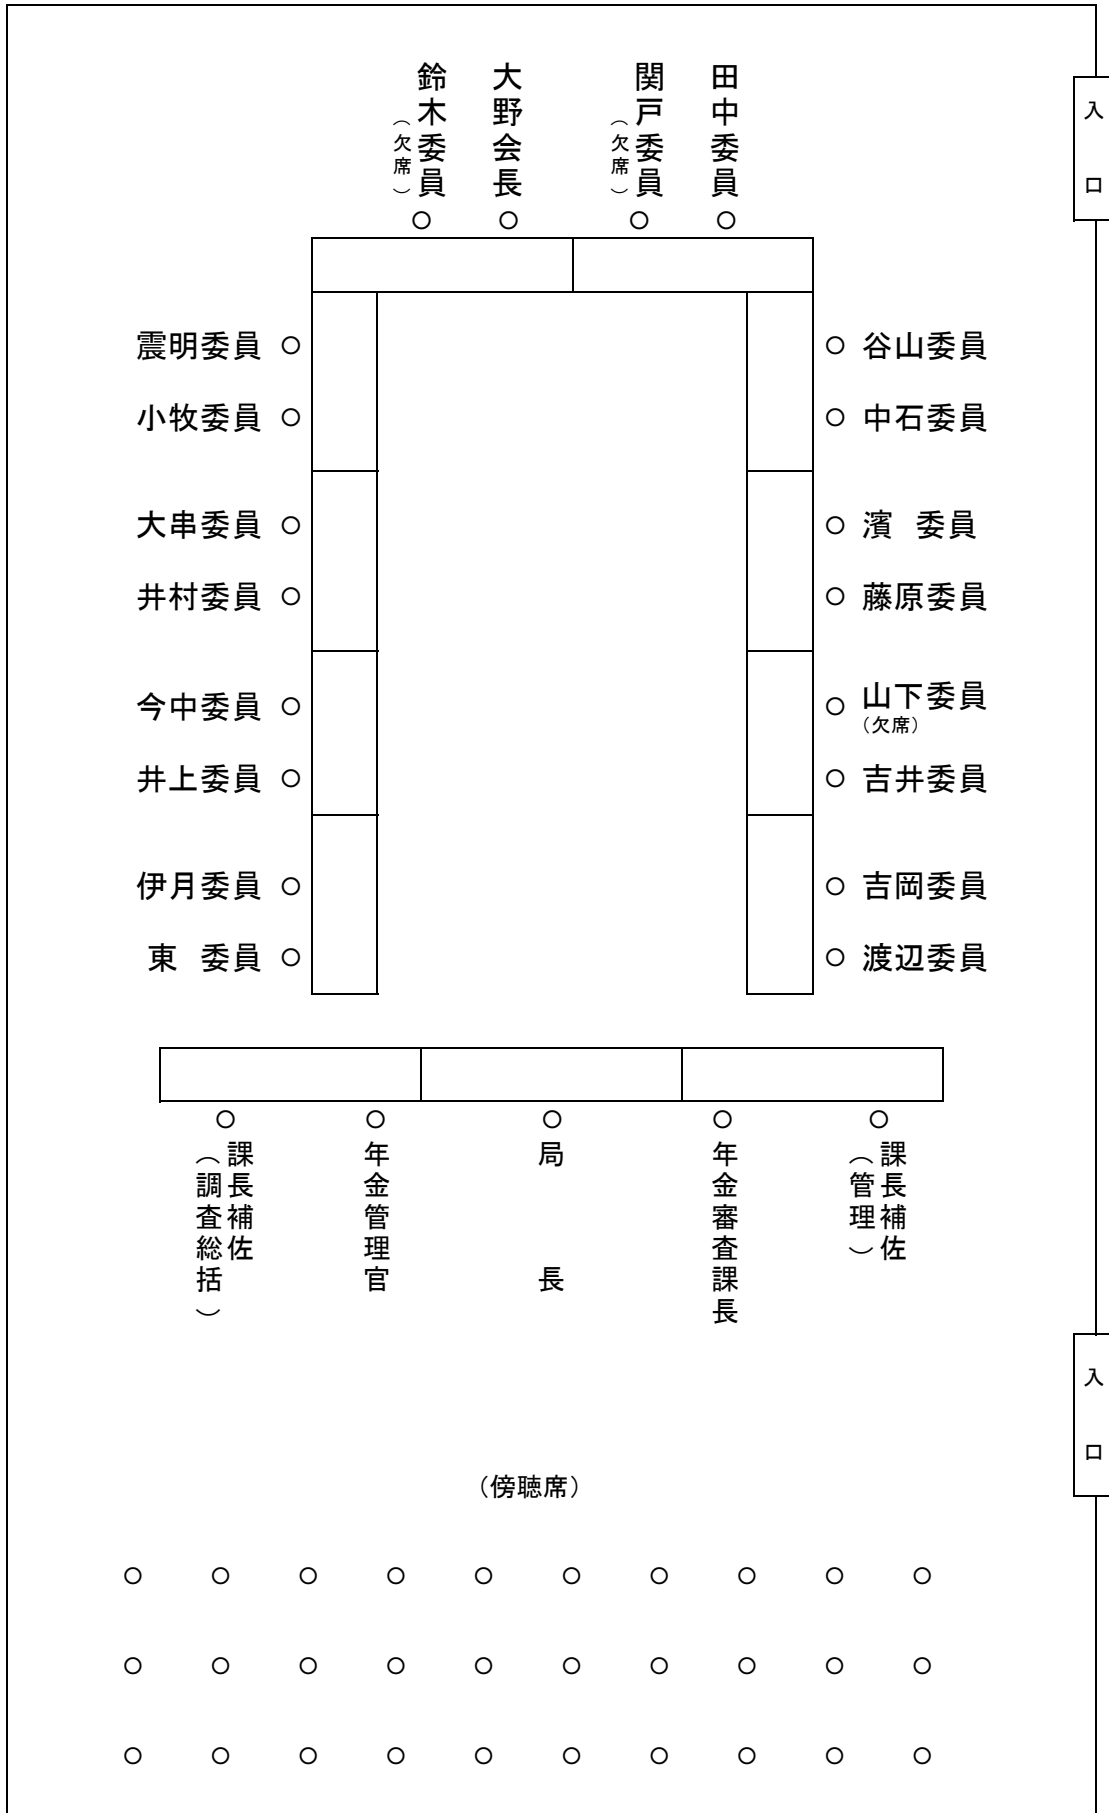 鈴木委員
（欠席）
大野会長
関戸委員
（欠席）
田中委員
入口
震明委員
谷山委員
小牧委員
中石委員
大串委員
濱 委員
井村委員
藤原委員
今中委員
山下委員
（欠席）
井上委員
吉井委員
伊月委員
吉岡委員
東 委員
渡辺委員
課長補佐
（調査総括）
年金管理官
局長
年金審査課長
課長補佐
（管理）
入口
（傍聴席）